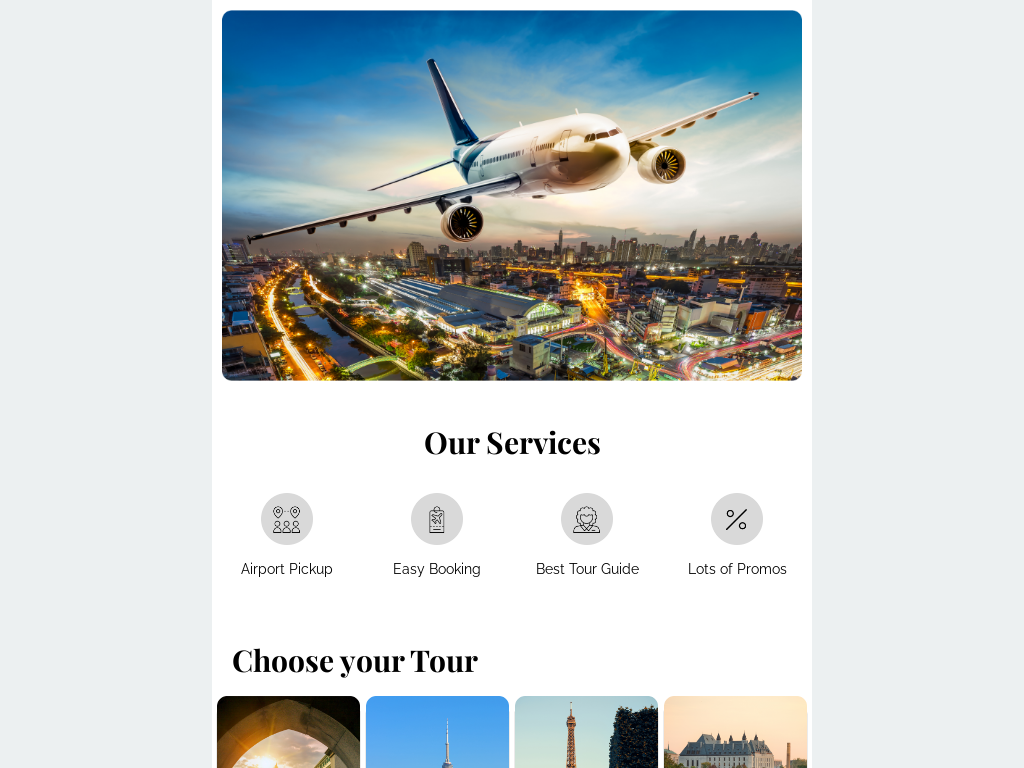 Our Services
Airport Pickup
Easy Booking
Best Tour Guide
Lots of Promos
Choose your Tour